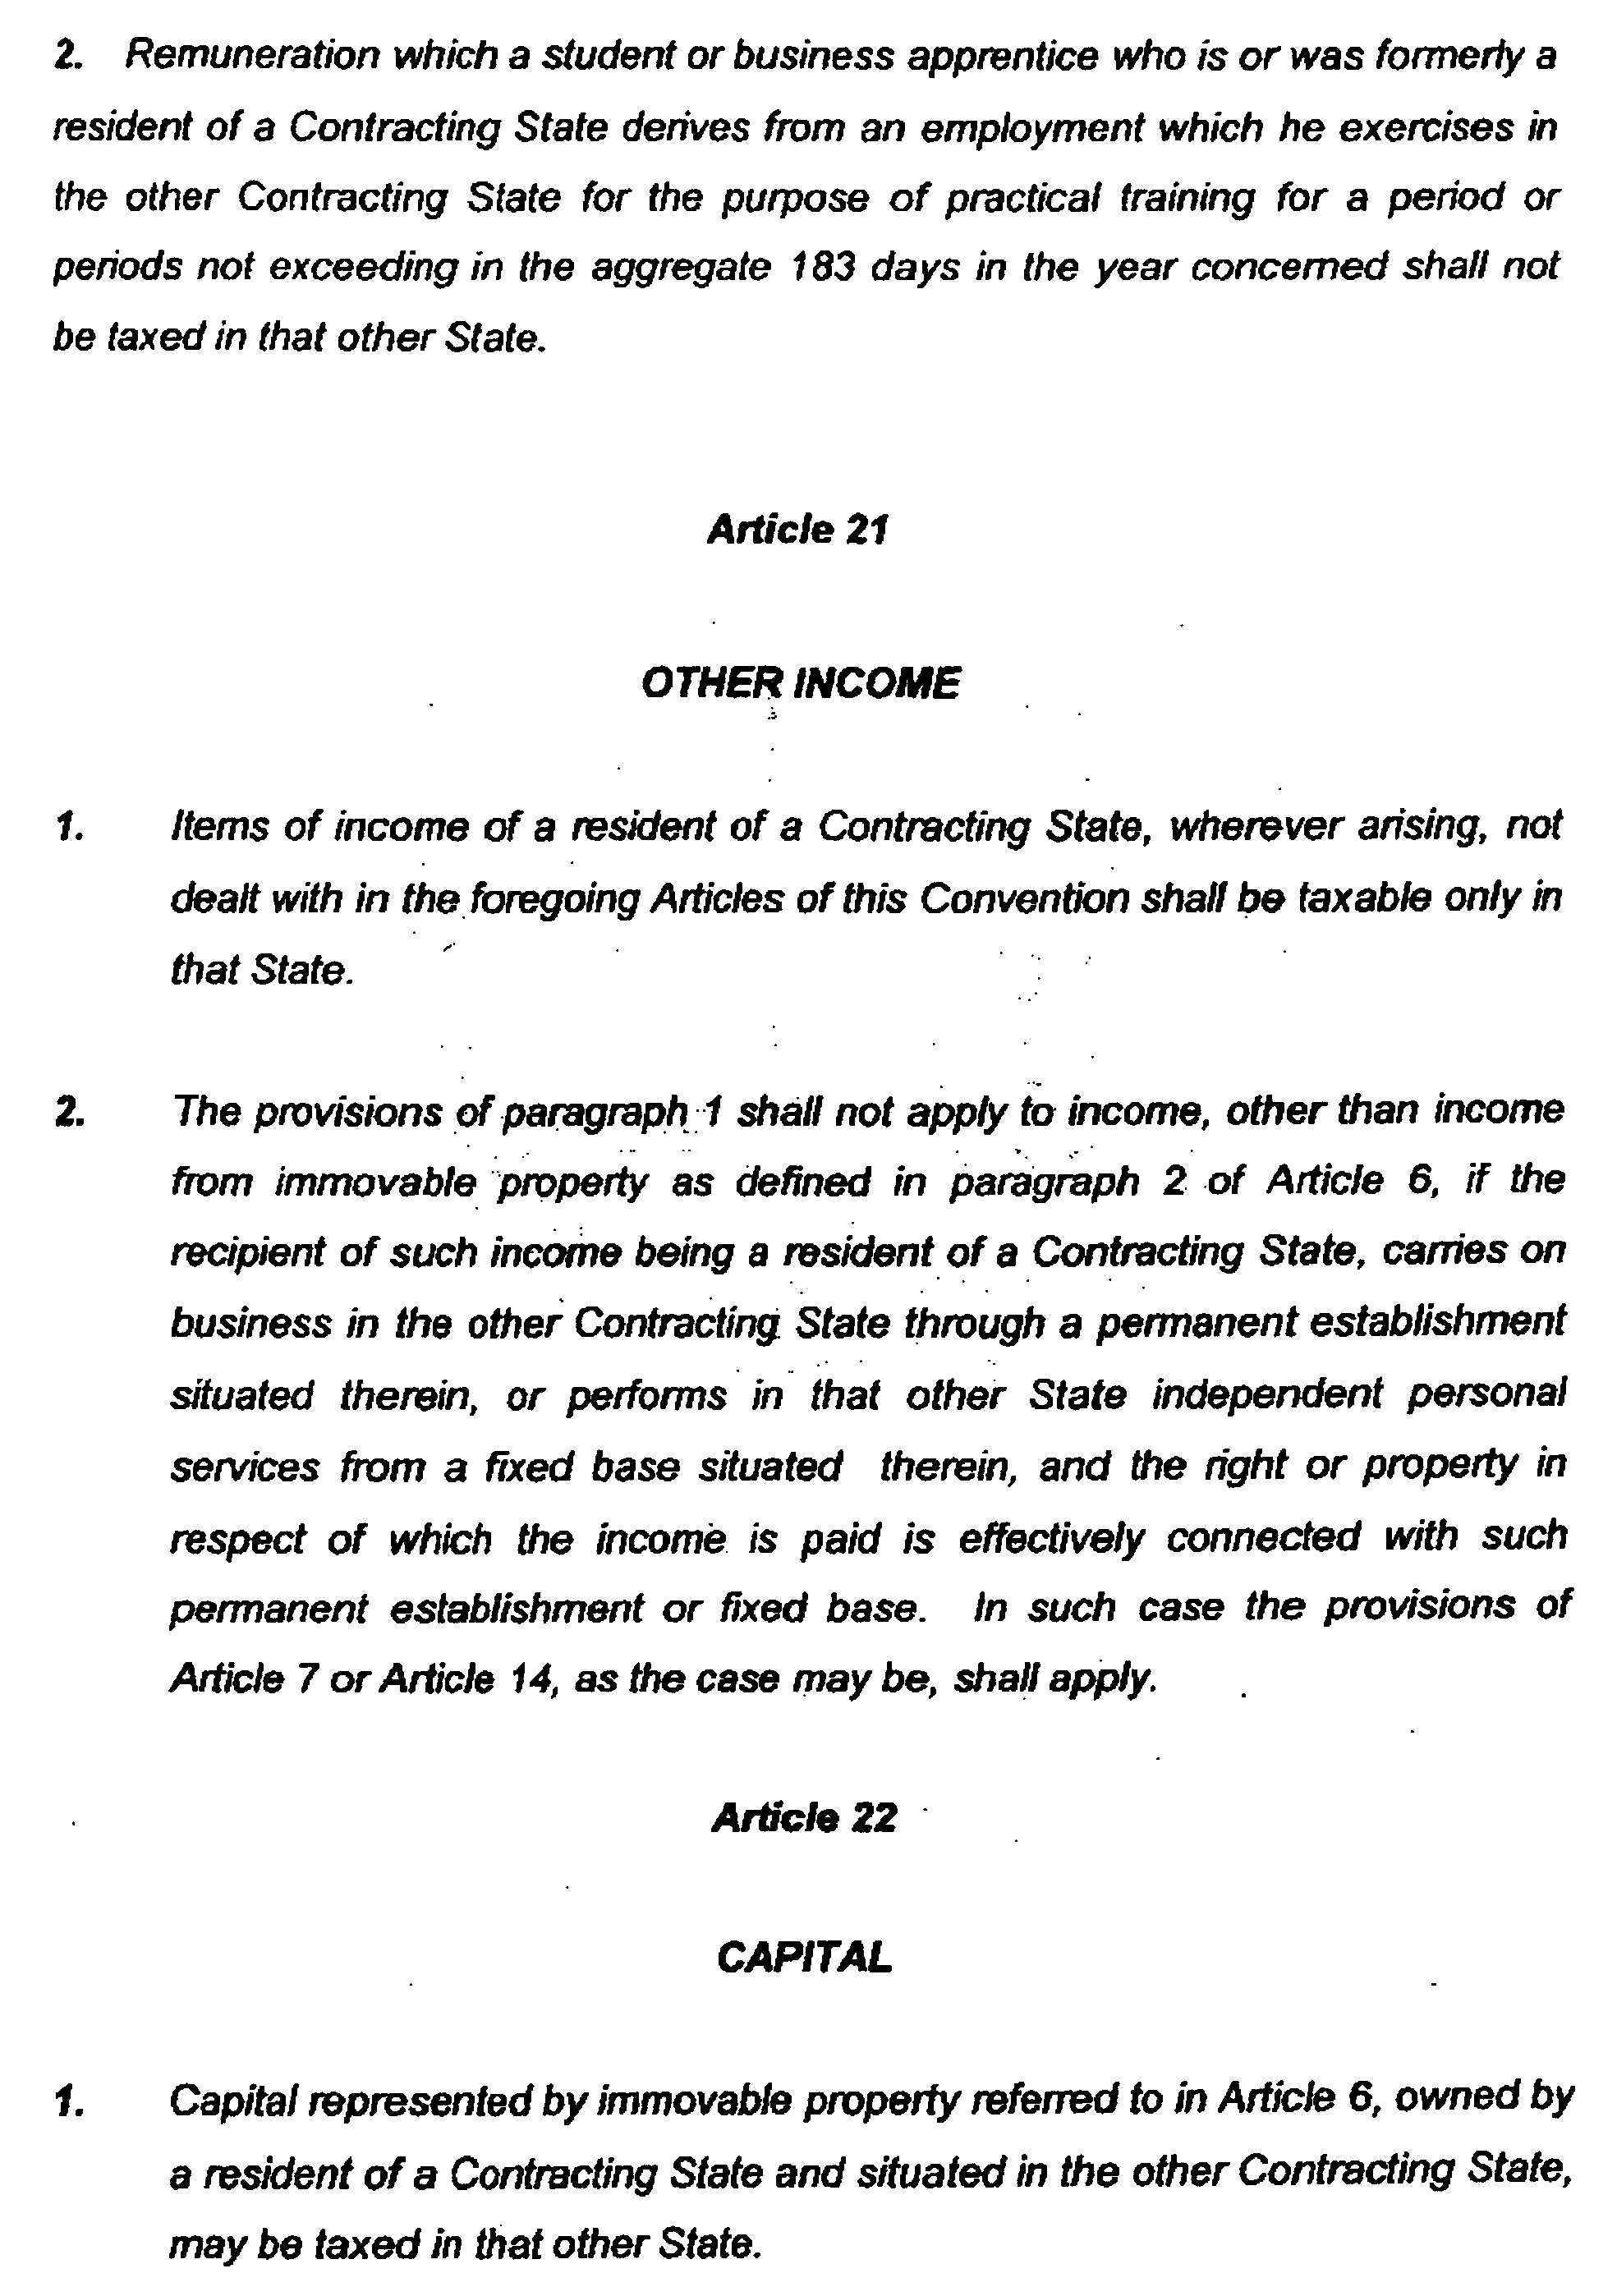 2. Remuneration which a student or business apprentice who is or was formerly a
resident of a Contracting State derives from an employment which he exercises in
the other Contracting State for the purpose of practical training for a period or
periods not exceeding in the aggregate 183 days in the year concerned shall not
be taxed in that other State.
Article 21
OTHER INCOME
1. Items of income of a resident of a Contracting State, wherever arising, not
dealt with in the foregoing Articles of this Convention shall be taxable only in
that State.
2. The provisions of paragraph 1 shall not apply to income, other than income
from immovable property as defined in paragraph 2 of Article 6, if the
recipient of such income being a resident of a Contracting State, carries on
business in the other Contracting State through a permanent establishment
situated therein, or performs in that other State independent personal
services from a fixed base situated therein, and the right or property in
respect of which the income is paid is effectively connected with such
permanent establishment or fixed base. In such case the provisions of
Article 7 or Article 14, as the case may be, shall apply.
Article 22
CAPITAL
1. Capital represented by immovable property referred to in Article 6, owned by
a resident of a Contracting State and situated in the other Contracting State,
may be taxed in that other State.